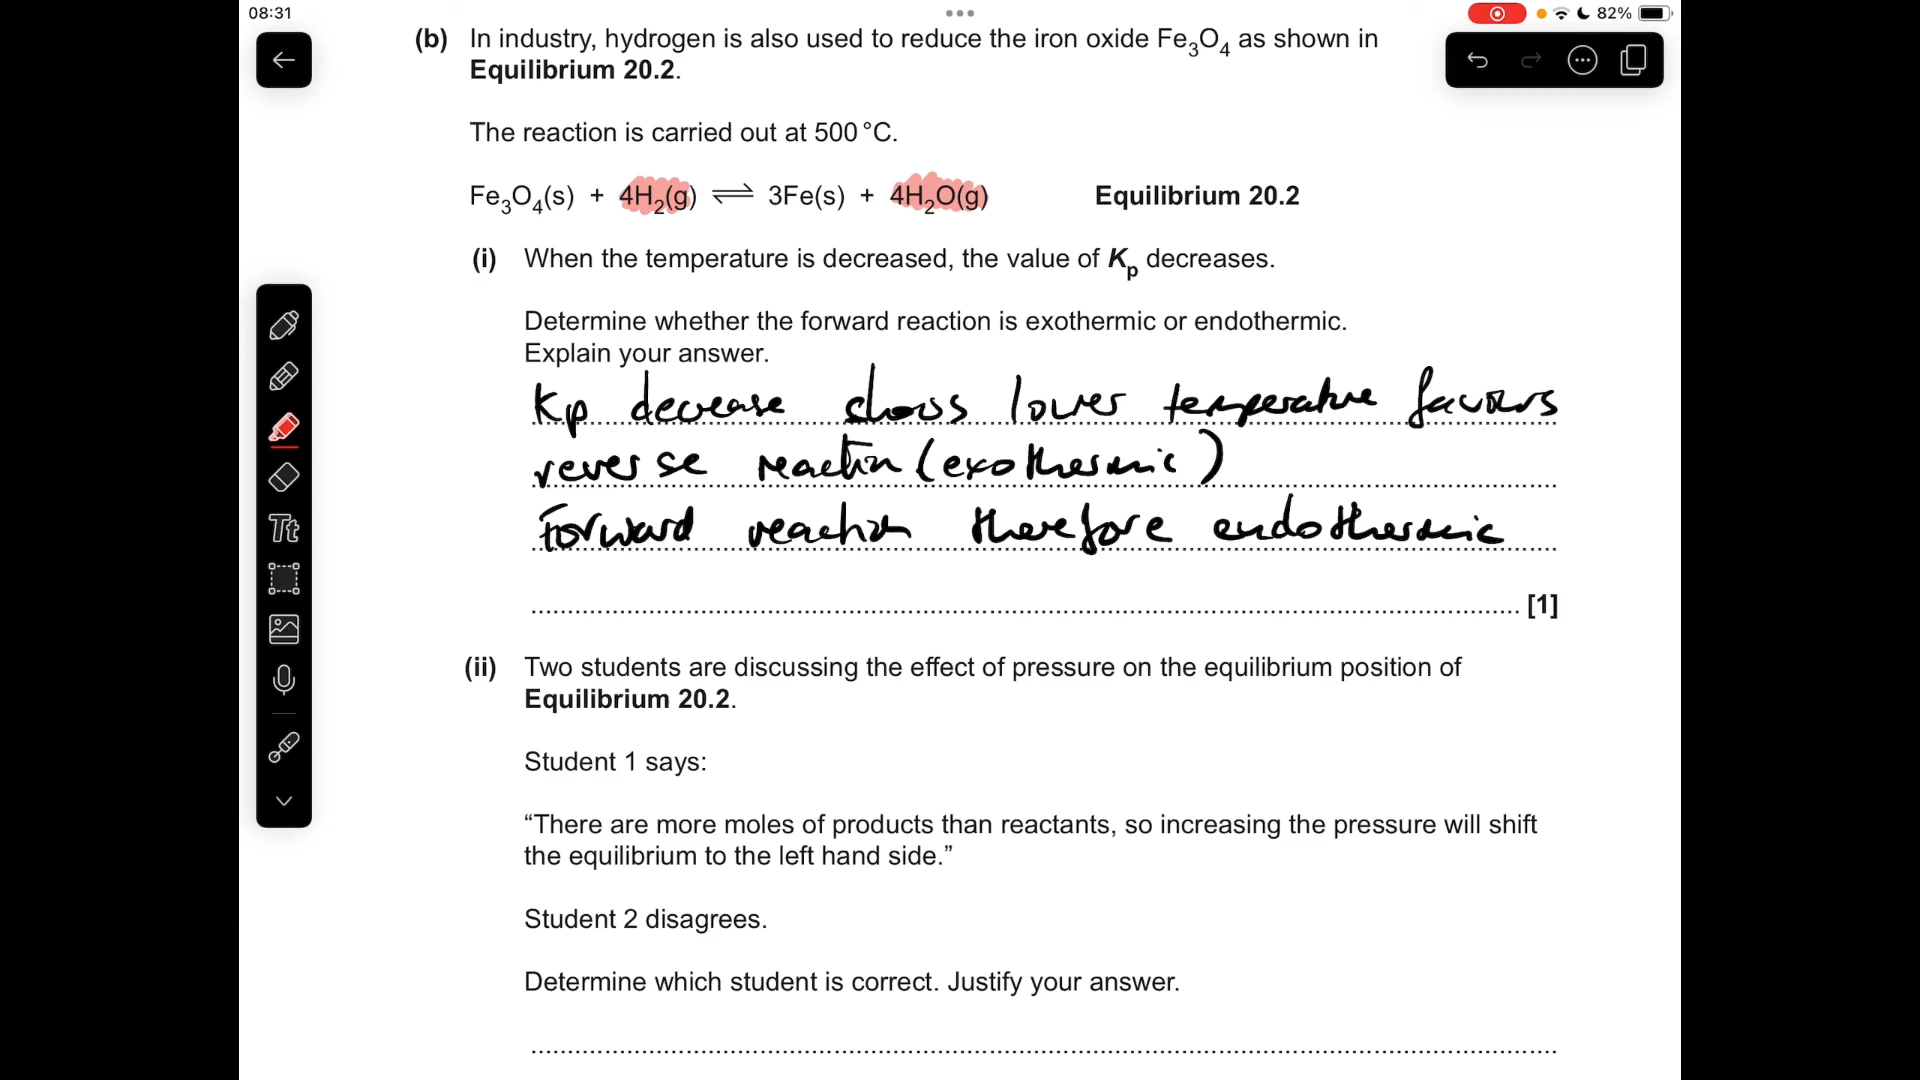 08:31
82%
(b) In industry, hydrogen is also used to reduce the iron oxide Fe₃O₄ as shown in
Equilibrium 20.2.
The reaction is carried out at 500 °C.
Fe₃O₄(s) + 4H₂(g) ⇌ 3Fe(s) + 4H₂O(g) Equilibrium 20.2
(i) When the temperature is decreased, the value of Kₚ decreases.
Determine whether the forward reaction is exothermic or endothermic.
Explain your answer.
Kp decrease shows lower temperature favours
reverse reaction (exothermic)
Forward reaction therefore endothermic
[1]
(ii) Two students are discussing the effect of pressure on the equilibrium position of
Equilibrium 20.2.
Student 1 says:
“There are more moles of products than reactants, so increasing the pressure will shift
the equilibrium to the left hand side.”
Student 2 disagrees.
Determine which student is correct. Justify your answer.
Tt